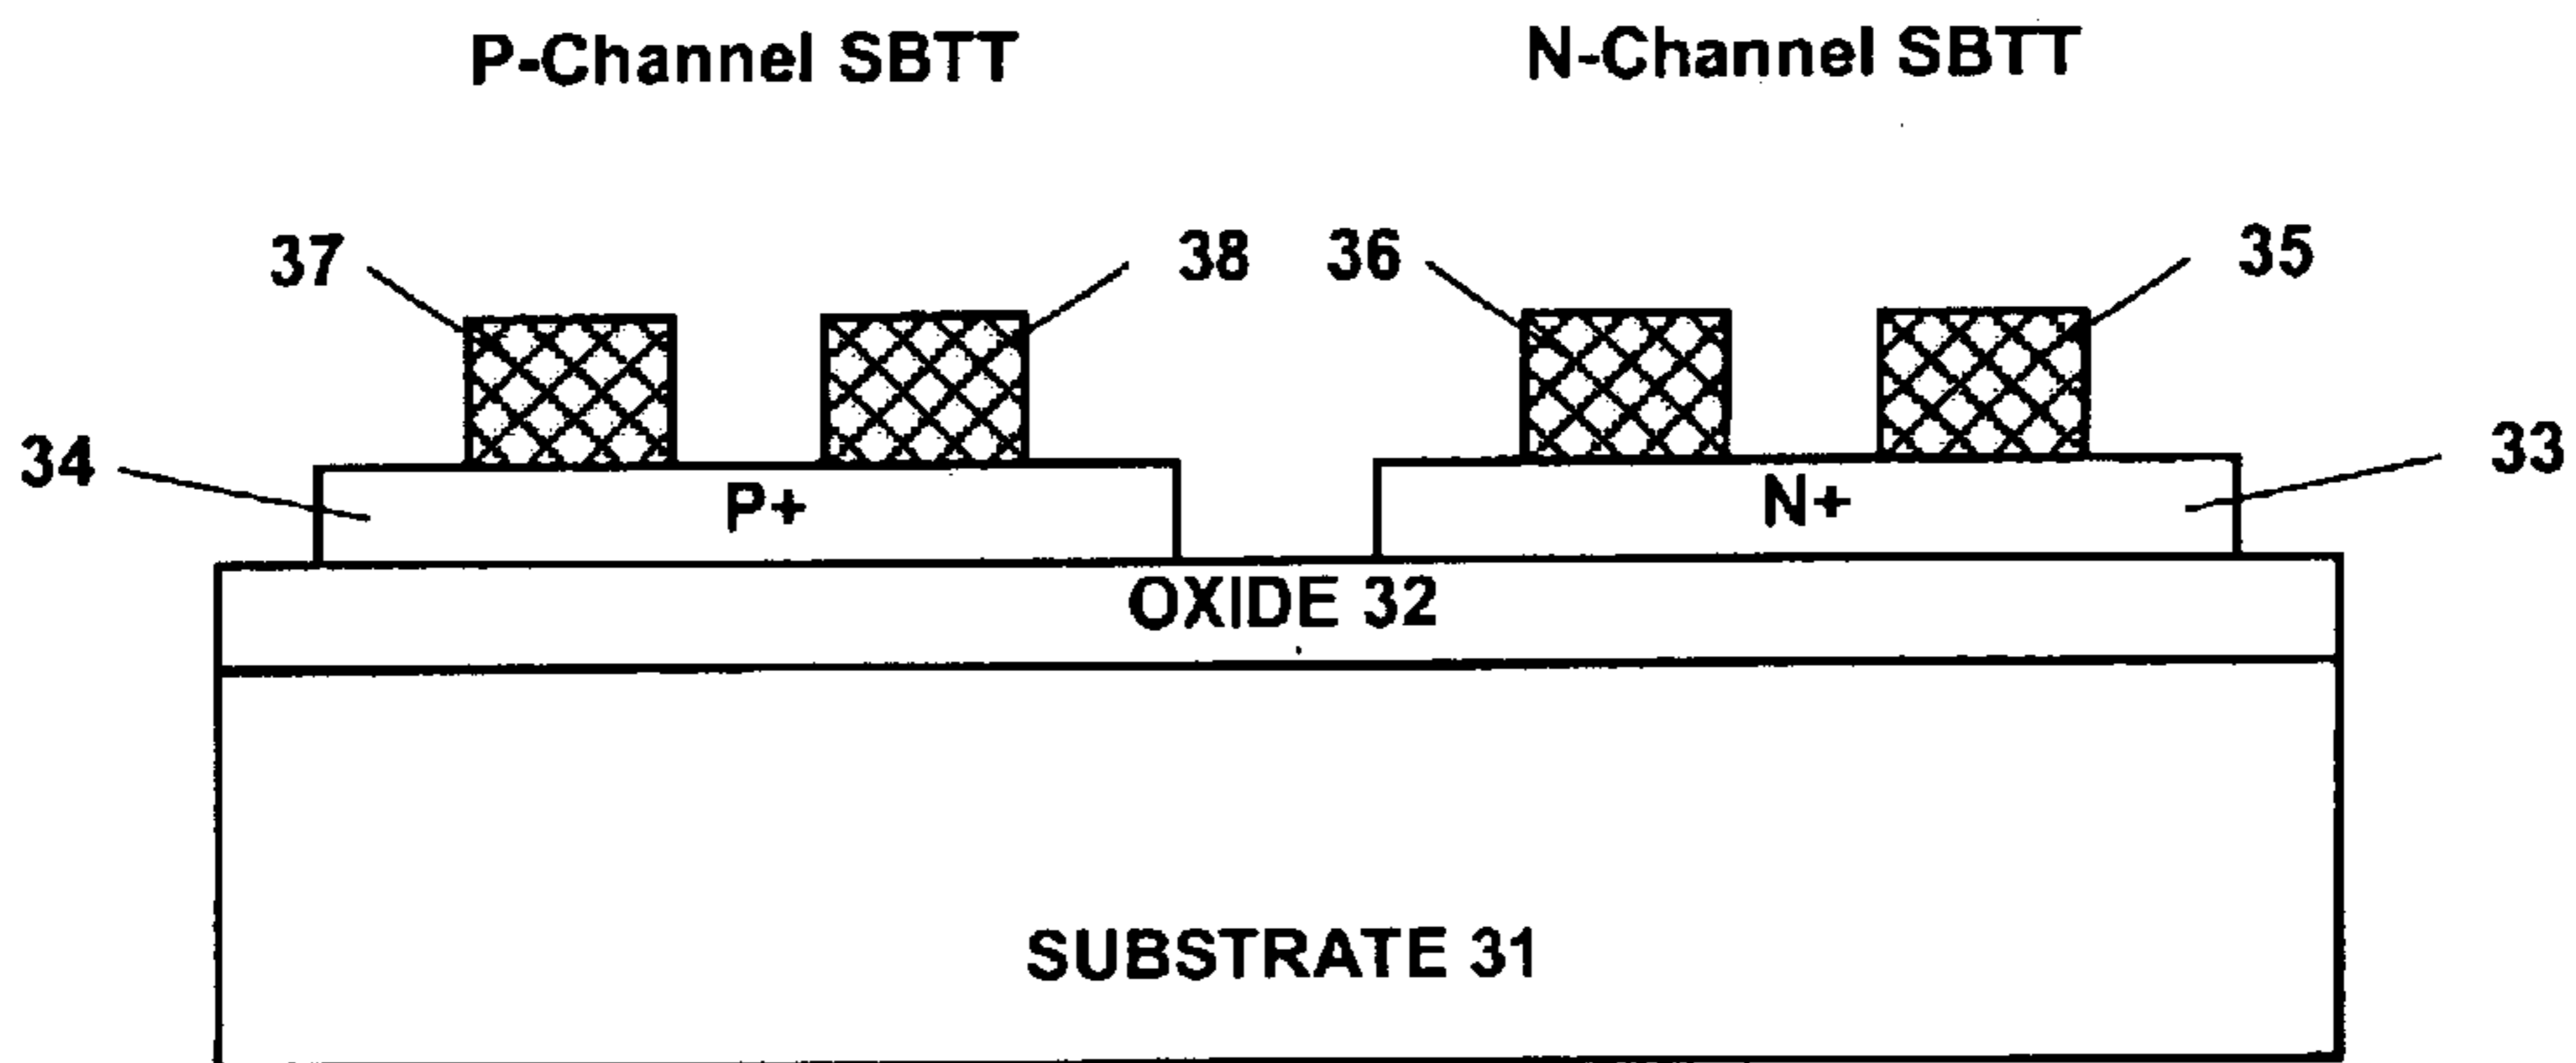 P-Channel SBTT N-Channel SBTT
37 38 36 35
34 P+ N+ 33
OXIDE 32
SUBSTRATE 31